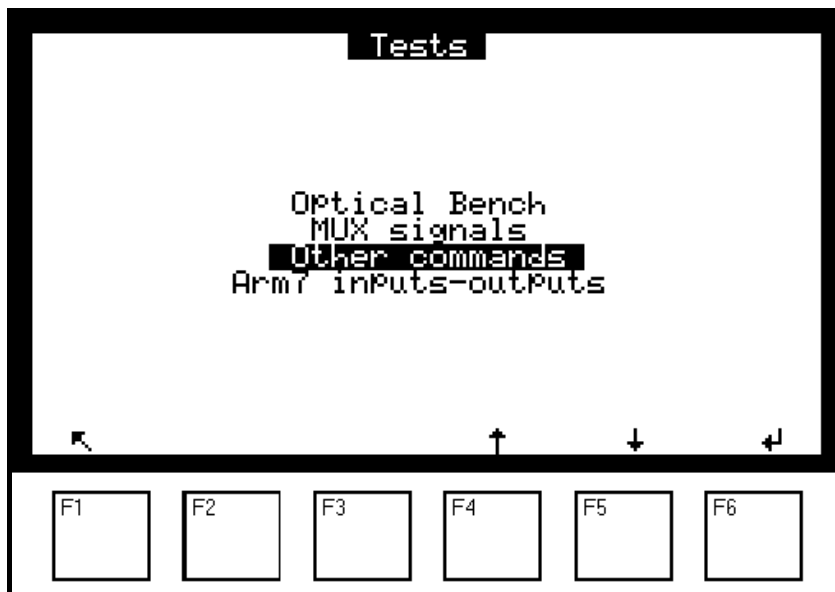 Tests
Optical Bench
MUX signals
Other commands
Arm7 inputs-outputs
↖ ↑ ↓ ↵
F1 F2 F3 F4 F5 F6